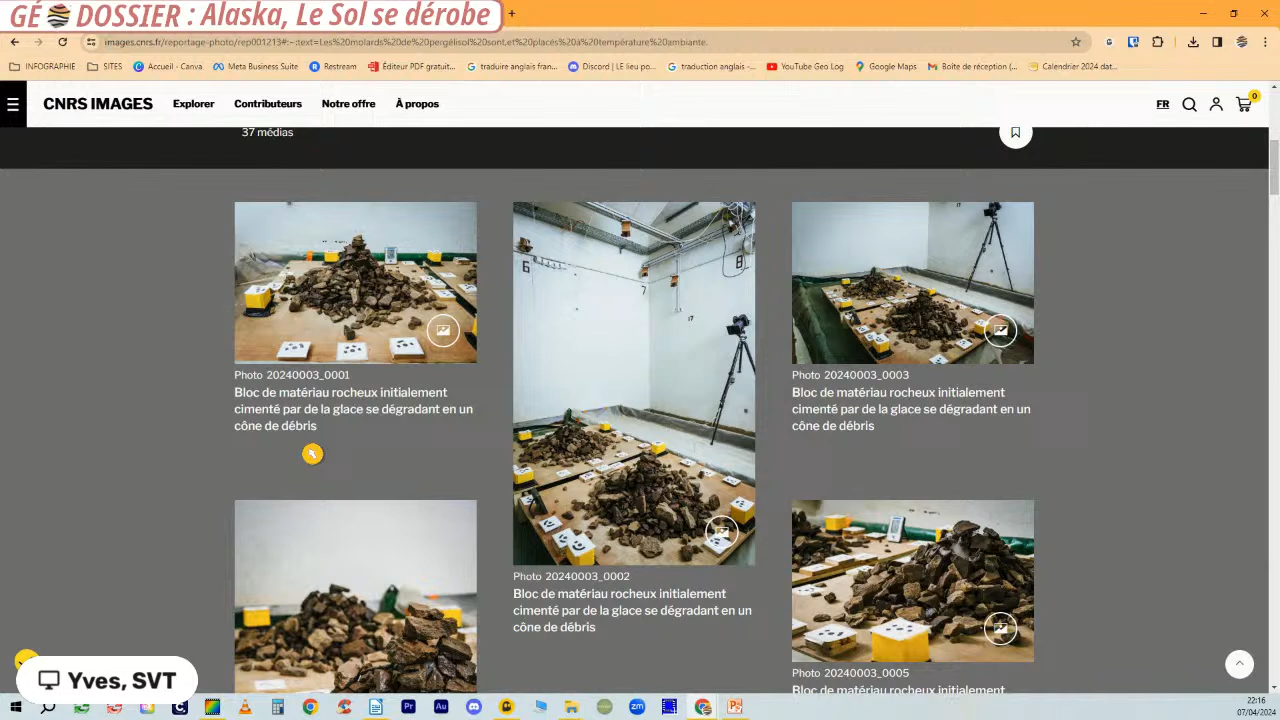 GÉ DOSSIER : Alaska, Le Sol se dérobe
images.cnrs.fr/reportage-photo/rep001213#:~:text=Les%20molards%20de%20pergélisol%20sont,et%20placés%20à%20température%20ambiante.
INFOGRAPHIE
SITES
Accueil - Canva
Meta Business Suite
Restream
Éditeur PDF gratuit...
traduire anglais fran...
Discord | LE lieu po...
traduction anglais -...
YouTube Geo Log
Google Maps
Boîte de réception (...
Calendrier 2024 dat...
CNRS IMAGES
Explorer
Contributeurs
Notre offre
À propos
FR
0
37 médias
6
7
8
17
Photo 20240003_0001
Bloc de matériau rocheux initialement
cimenté par de la glace se dégradant en un
cône de débris
Photo 20240003_0003
Bloc de matériau rocheux initialement
cimenté par de la glace se dégradant en un
cône de débris
Photo 20240003_0002
Bloc de matériau rocheux initialement
cimenté par de la glace se dégradant en un
cône de débris
Photo 20240003_0005
Bloc de matériau rocheux initialement
Yves, SVT
22:16
07/04/2024